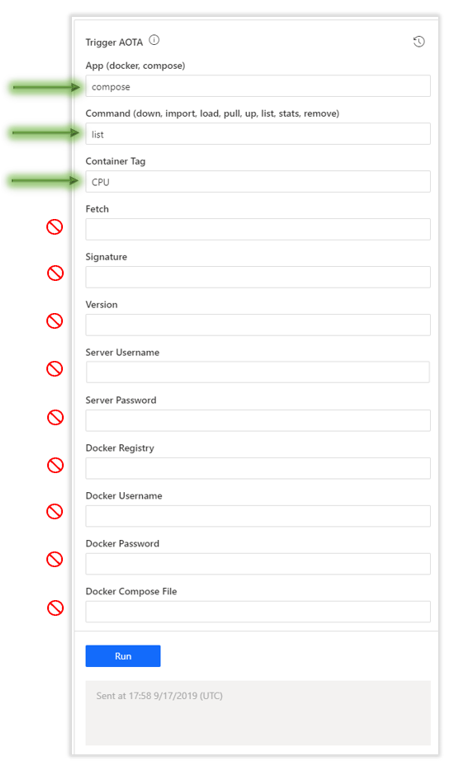 Trigger AOTA
App (docker, compose)
compose
Command (down, import, load, pull, up, list, stats, remove)
list
Container Tag
CPU
Fetch
Signature
Version
Server Username
Server Password
Docker Registry
Docker Username
Docker Password
Docker Compose File
Run
Sent at 17:58 9/17/2019 (UTC)